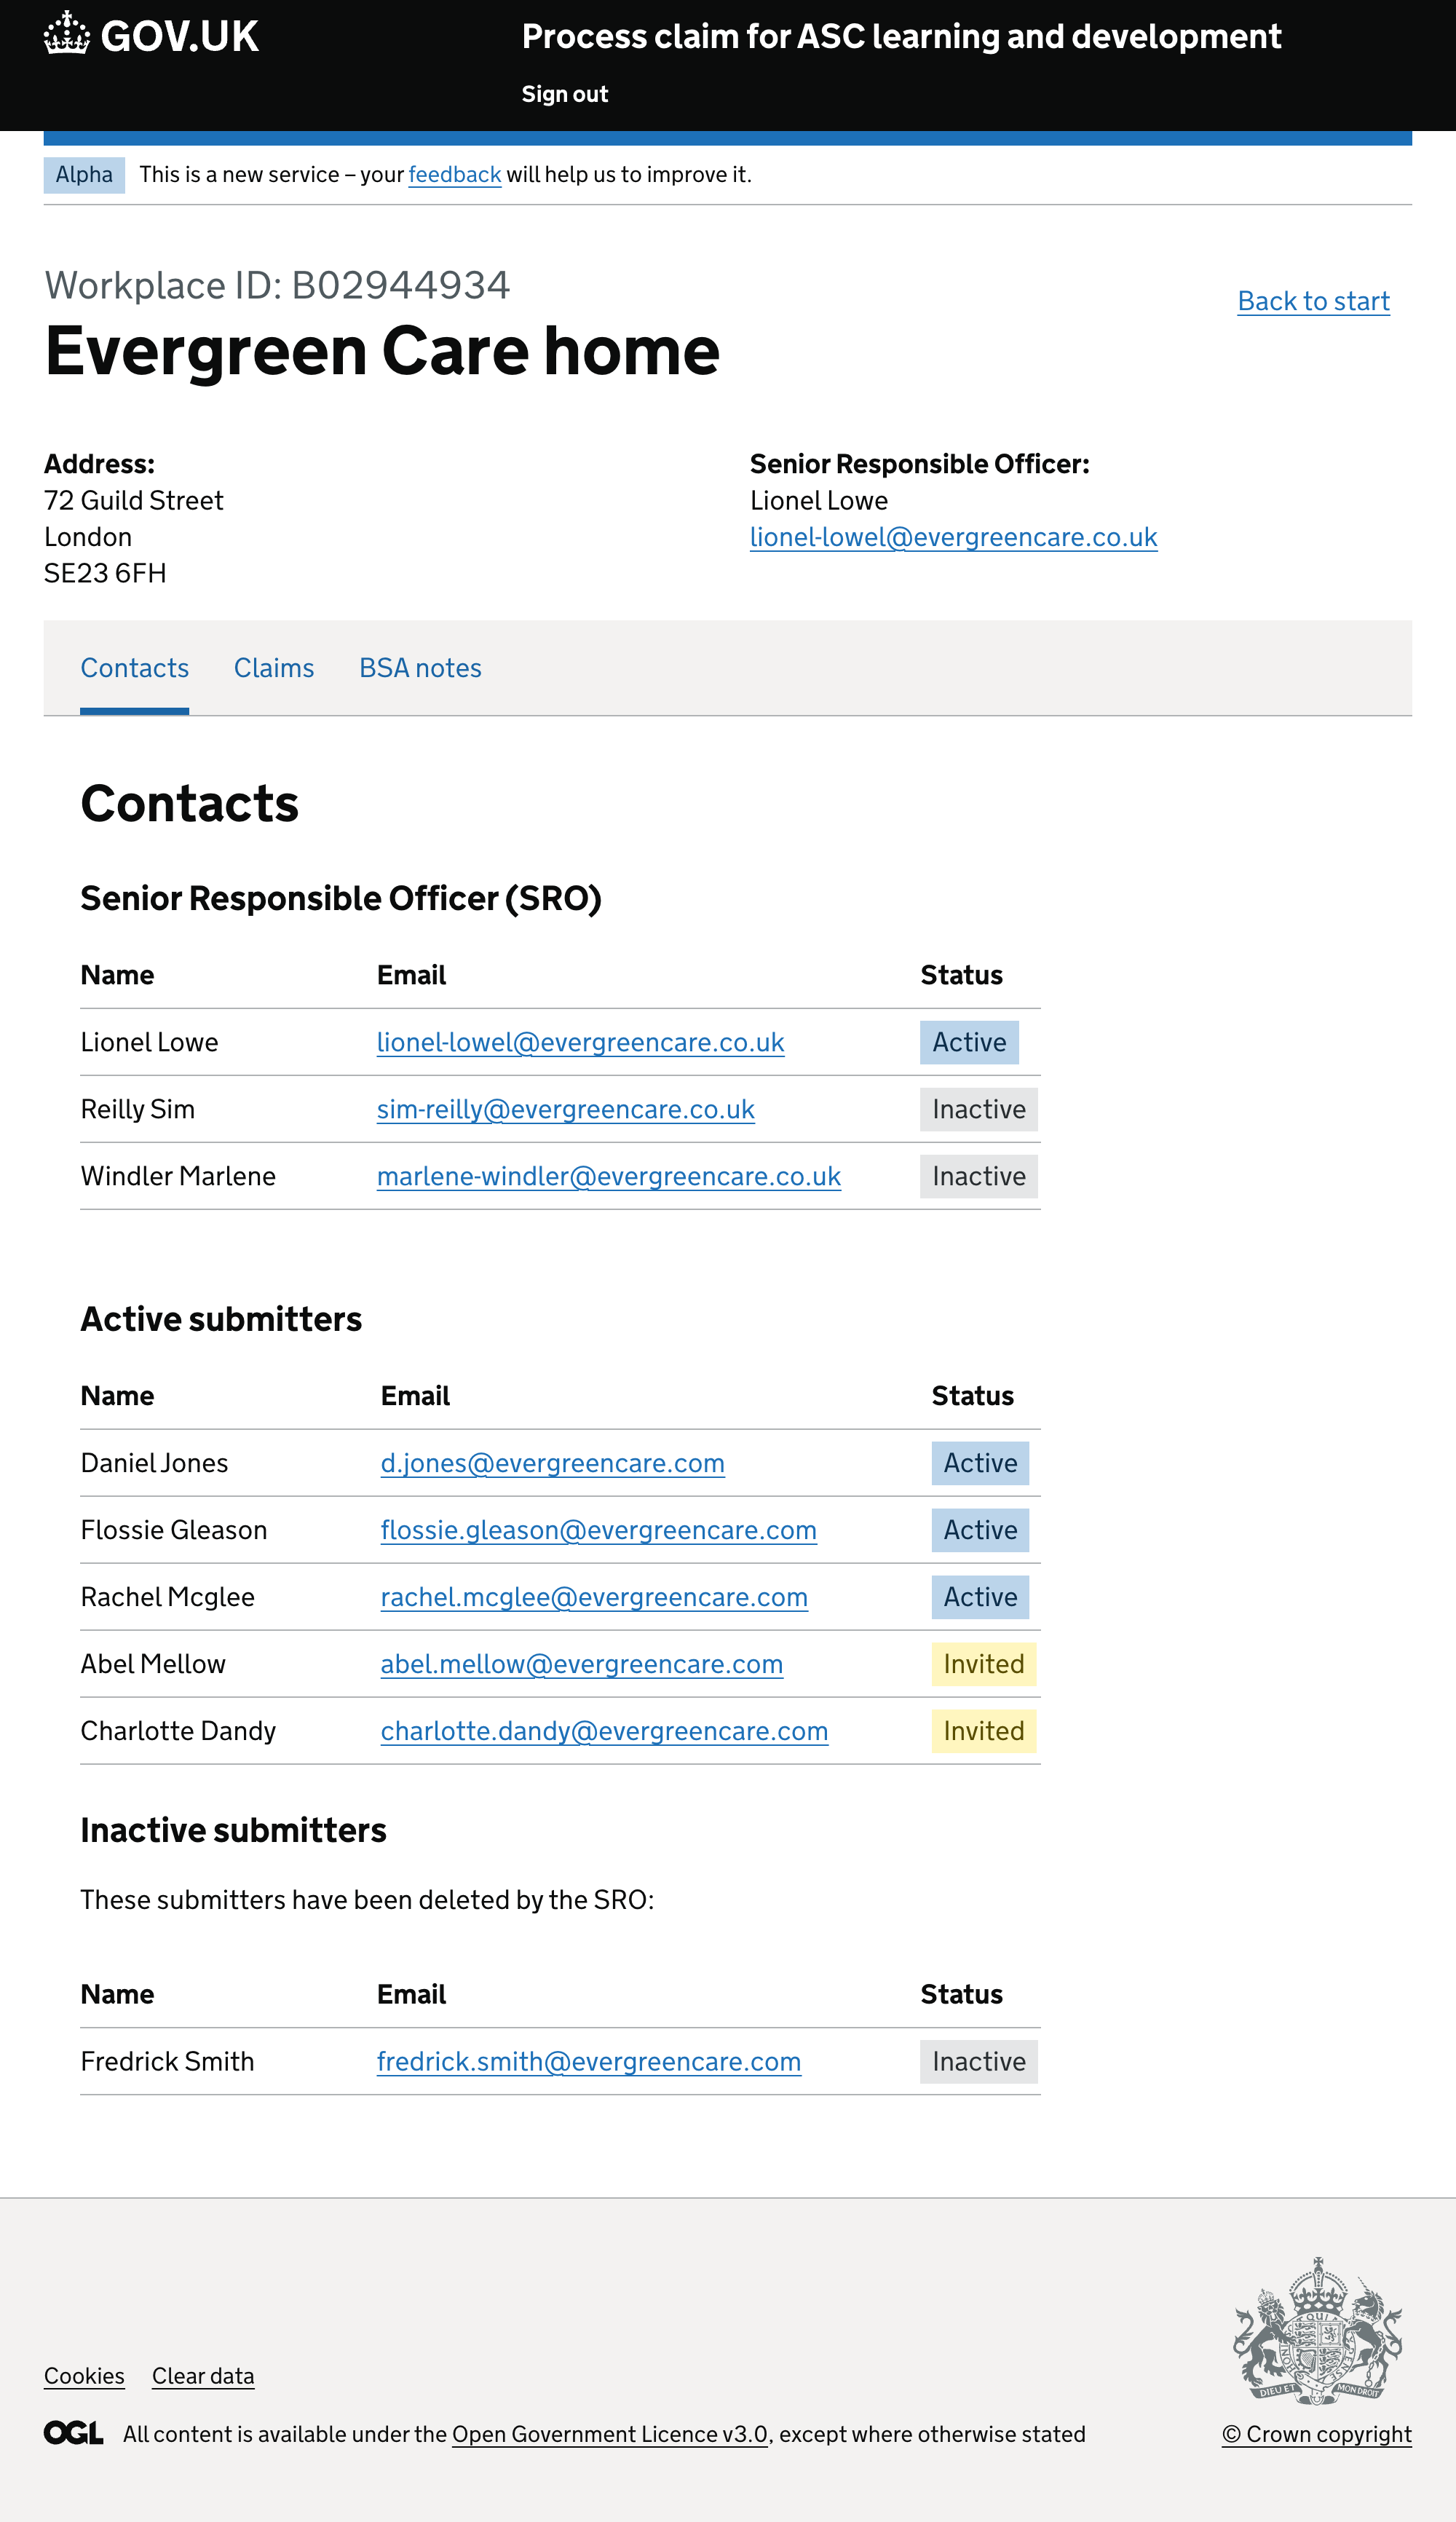 GOV.UK
Process claim for ASC learning and development
Sign out
Alpha This is a new service – your feedback will help us to improve it.
Workplace ID: B02944934
Back to start
Evergreen Care home
Address:
72 Guild Street
London
SE23 6FH
Senior Responsible Officer:
Lionel Lowe
lionel-lowel@evergreencare.co.uk
Contacts Claims BSA notes
Contacts
Senior Responsible Officer (SRO)
Name Email Status
Lionel Lowe lionel-lowel@evergreencare.co.uk Active
Reilly Sim sim-reilly@evergreencare.co.uk Inactive
Windler Marlene marlene-windler@evergreencare.co.uk Inactive
Active submitters
Name Email Status
Daniel Jones d.jones@evergreencare.com Active
Flossie Gleason flossie.gleason@evergreencare.com Active
Rachel Mcglee rachel.mcglee@evergreencare.com Active
Abel Mellow abel.mellow@evergreencare.com Invited
Charlotte Dandy charlotte.dandy@evergreencare.com Invited
Inactive submitters
These submitters have been deleted by the SRO:
Name Email Status
Fredrick Smith fredrick.smith@evergreencare.com Inactive
Cookies Clear data
OGL All content is available under the Open Government Licence v3.0, except where otherwise stated
DIEU ET MON DROIT
© Crown copyright